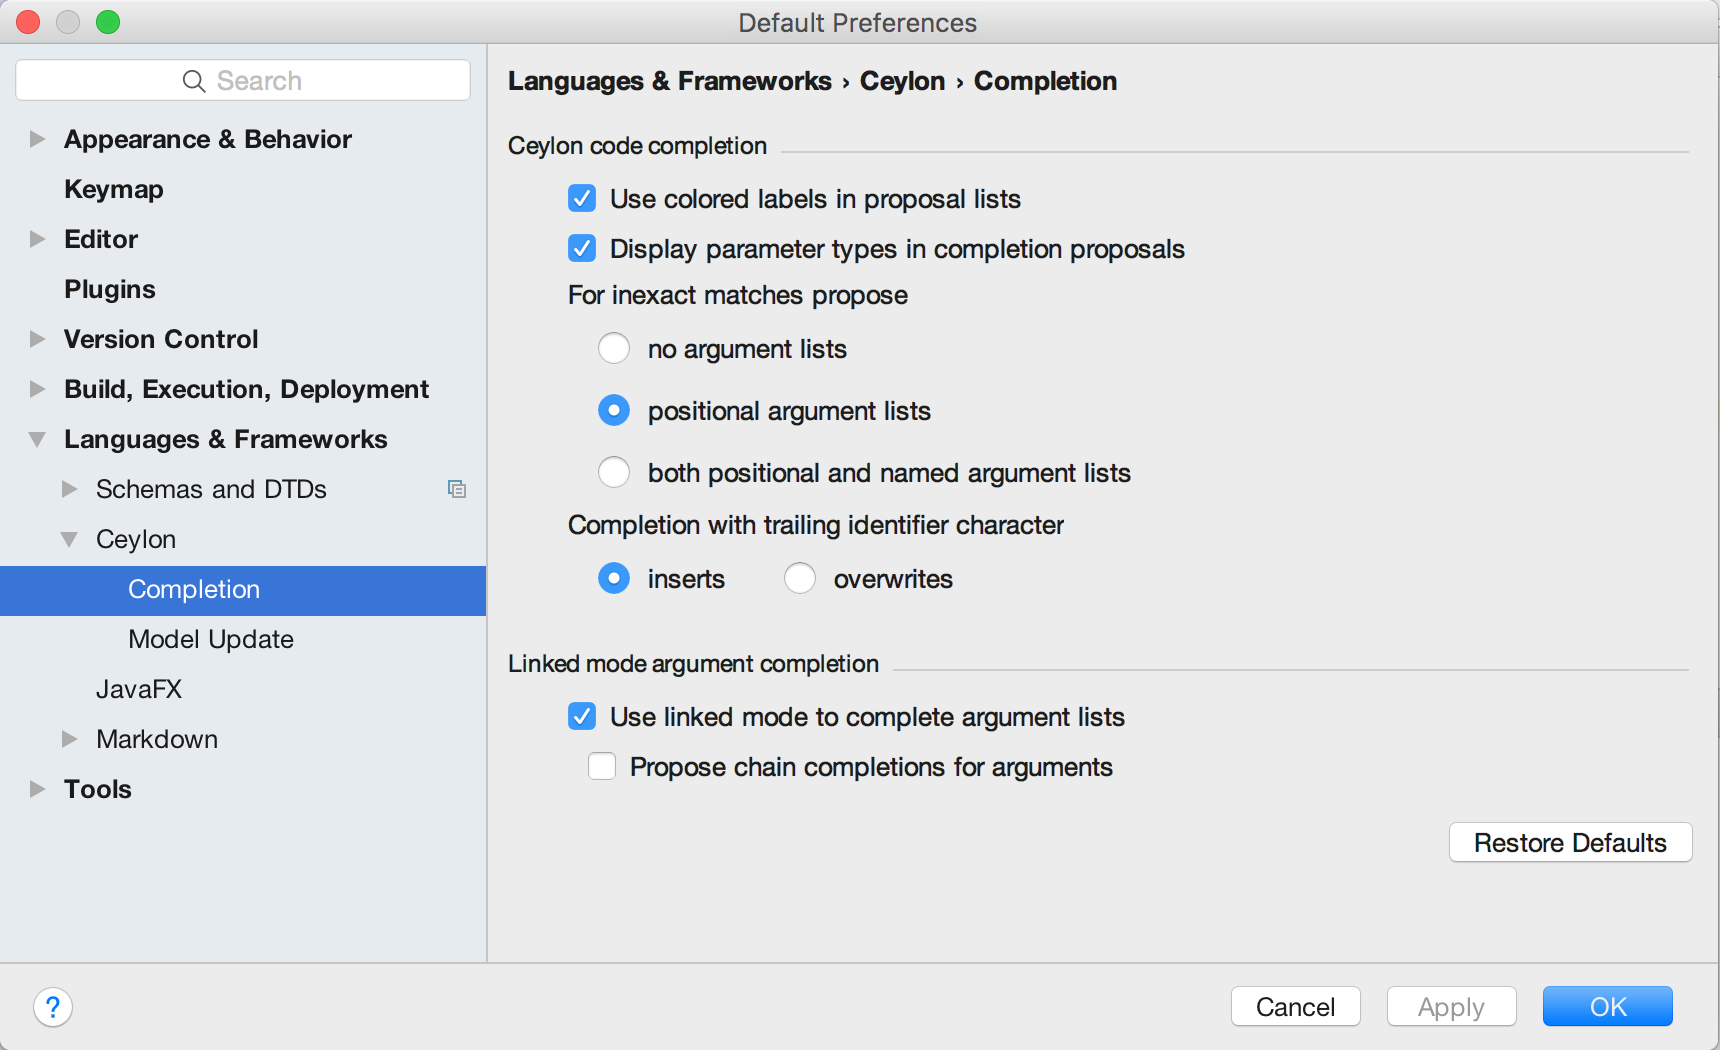 Default Preferences
Search
Appearance & Behavior
Keymap
Editor
Plugins
Version Control
Build, Execution, Deployment
Languages & Frameworks
Schemas and DTDs
Ceylon
Completion
Model Update
JavaFX
Markdown
Tools
Languages & Frameworks › Ceylon › Completion
Ceylon code completion
Use colored labels in proposal lists
Display parameter types in completion proposals
For inexact matches propose
no argument lists
positional argument lists
both positional and named argument lists
Completion with trailing identifier character
inserts overwrites
Linked mode argument completion
Use linked mode to complete argument lists
Propose chain completions for arguments
Restore Defaults
? Cancel Apply OK